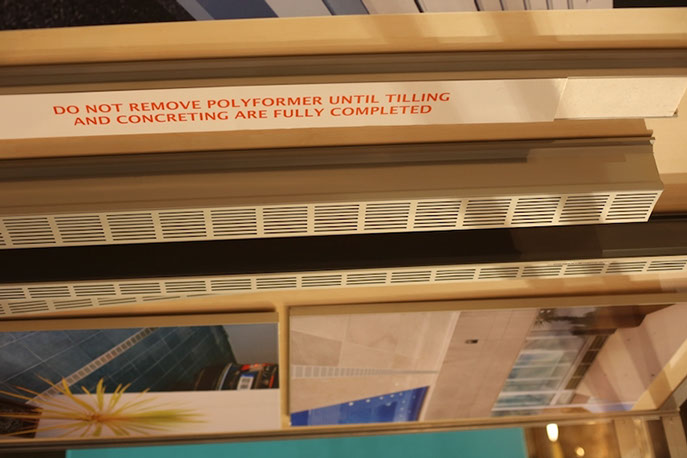 DO NOT REMOVE POLYFORMER UNTIL TILLING
AND CONCRETING ARE FULLY COMPLETED